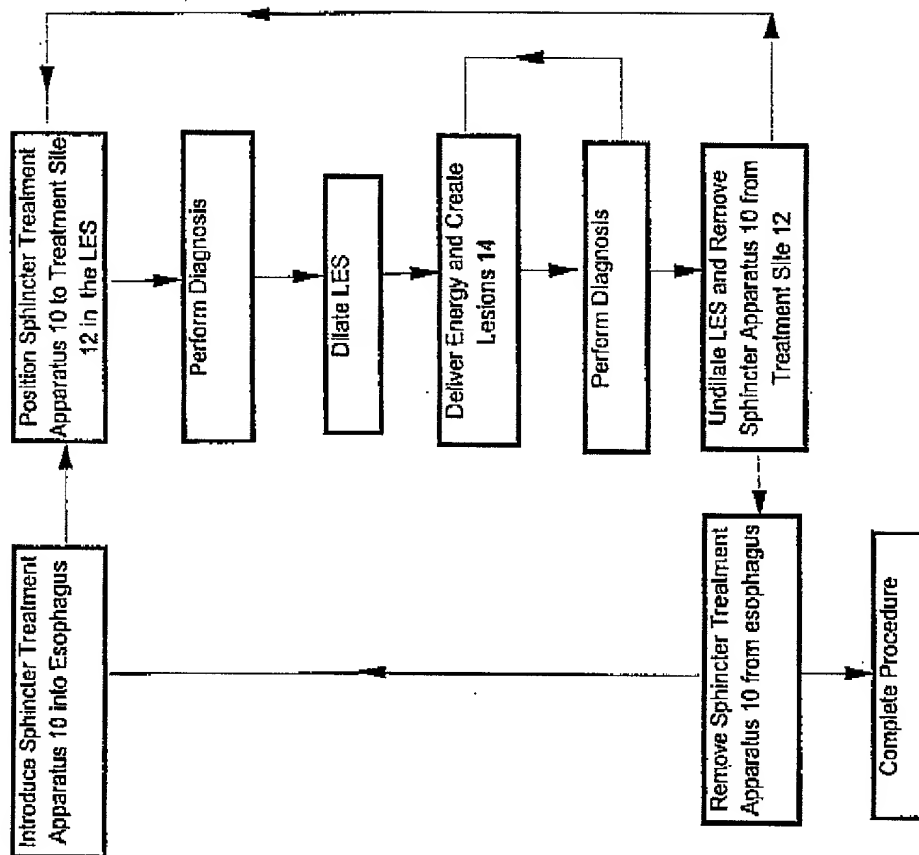 Introduce Sphincter Treatment
Apparatus 10 into Esophagus
Position Sphincter Treatment
Apparatus 10 to Treatment Site
12 in the LES
Perform Diagnosis
Dilate LES
Deliver Energy and Create
Lesions 14
Perform Diagnosis
Undilate LES and Remove
Sphincter Apparatus 10 from
Treatment Site 12
Remove Sphincter Treatment
Apparatus 10 from esophagus
Complete Procedure